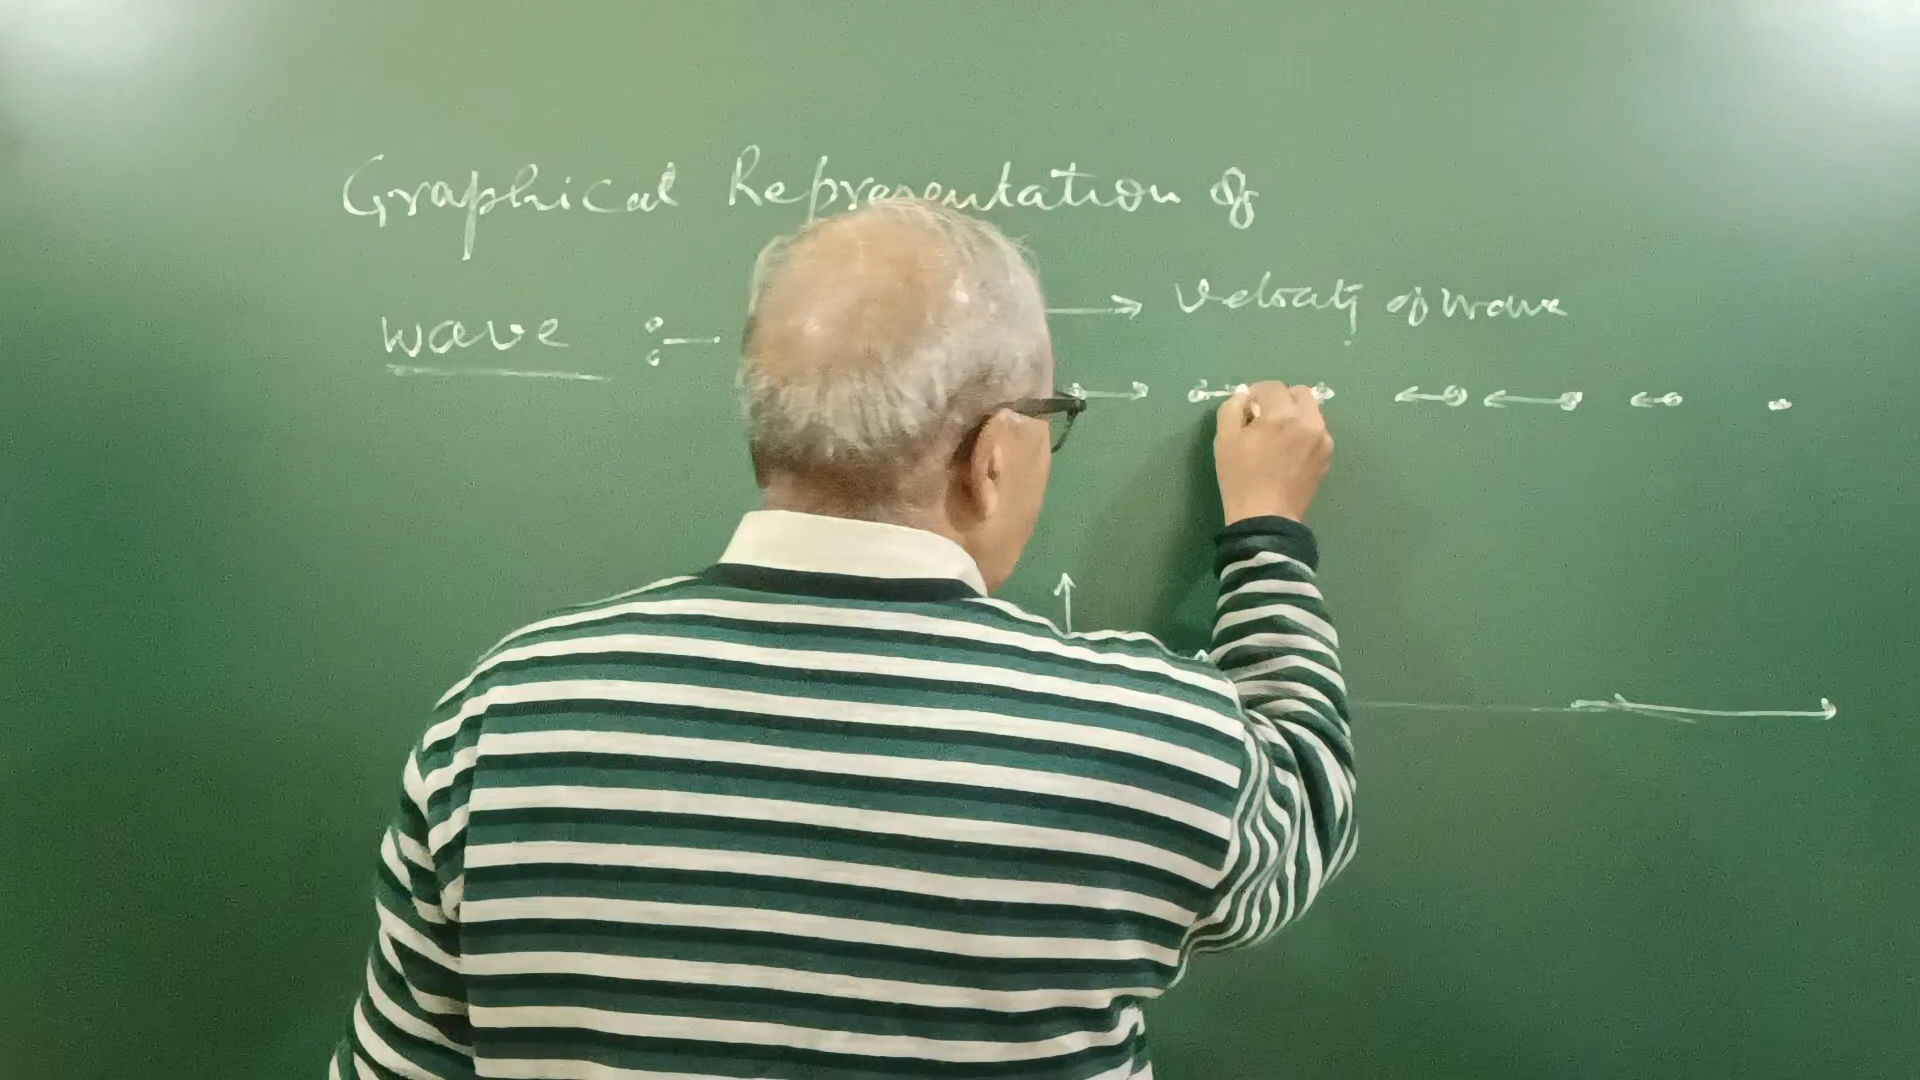 Graphical Representation of
wave :-
→ Velocity of wave